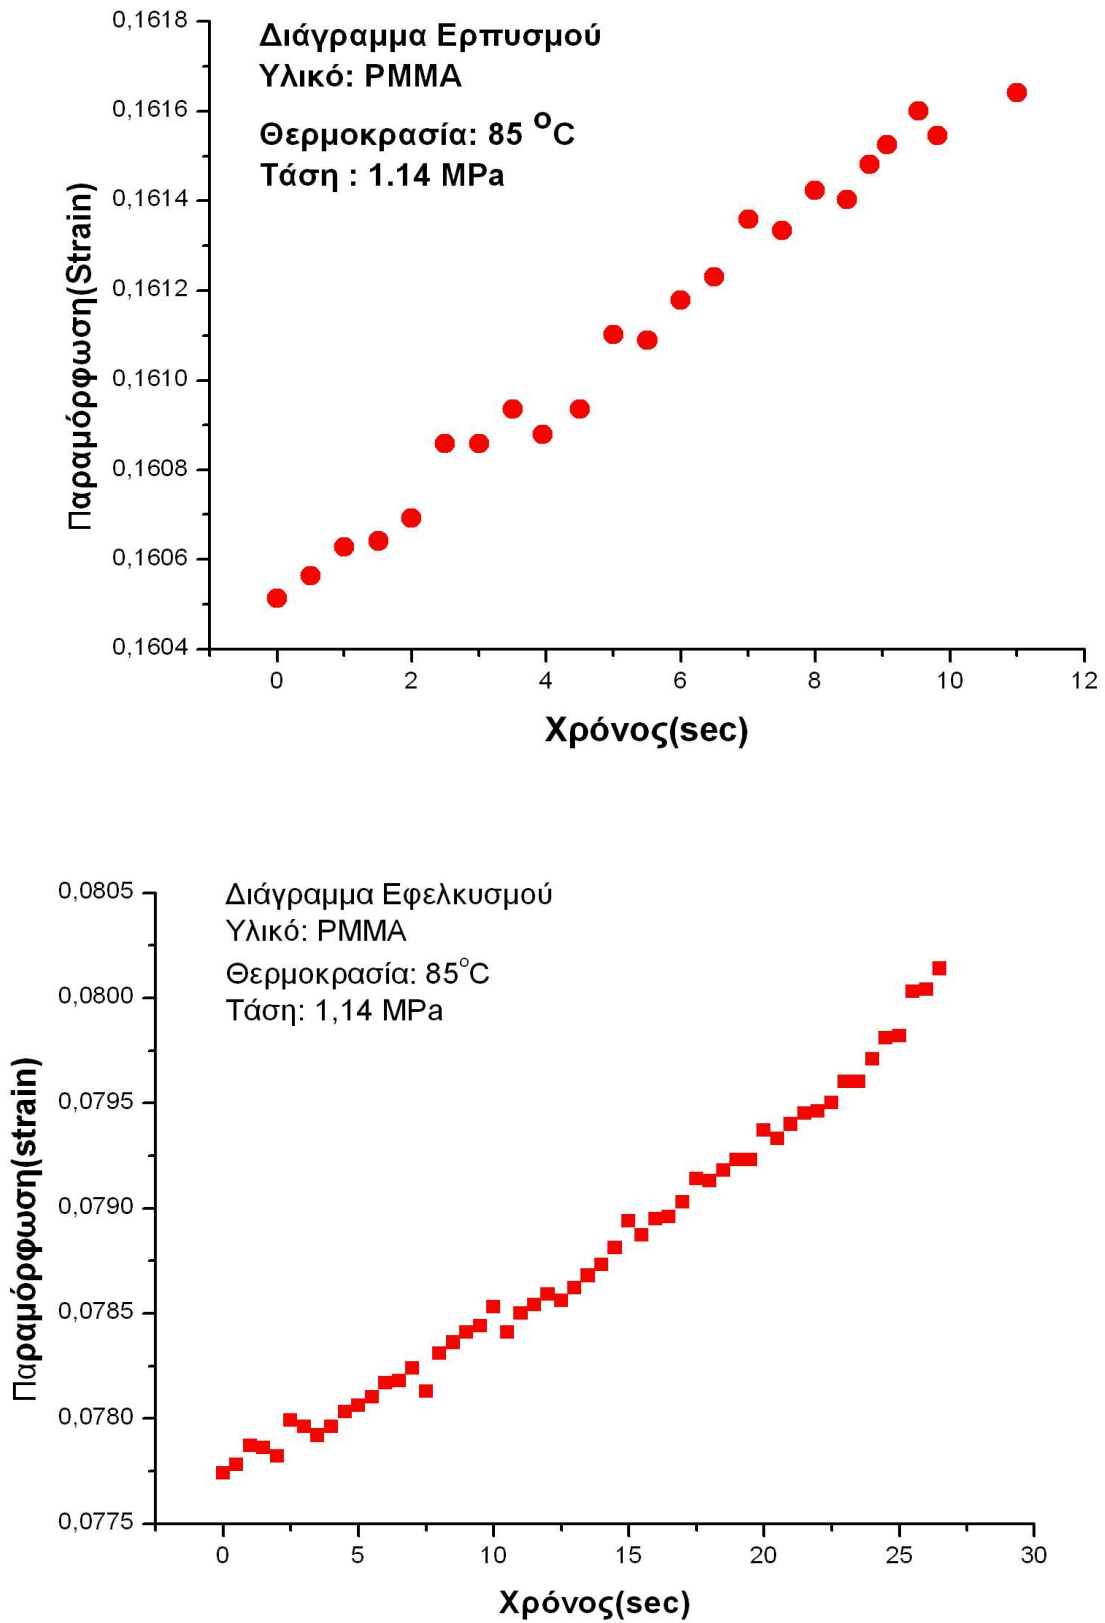 0,1618
0,1616
0,1614
0,1612
0,1610
0,1608
0,1606
0,1604
Διάγραμμα Ερπυσμού
Υλικό: PMMA
Θερμοκρασία: 85 °C
Τάση : 1.14 MPa
Παραμόρφωση(Strain)
0 2 4 6 8 10 12
Χρόνος(sec)
0,0805
0,0800
0,0795
0,0790
0,0785
0,0780
0,0775
Διάγραμμα Εφελκυσμού
Υλικό: PMMA
Θερμοκρασία: 85°C
Τάση: 1,14 MPa
Παραμόρφωση(strain)
0 5 10 15 20 25 30
Χρόνος(sec)